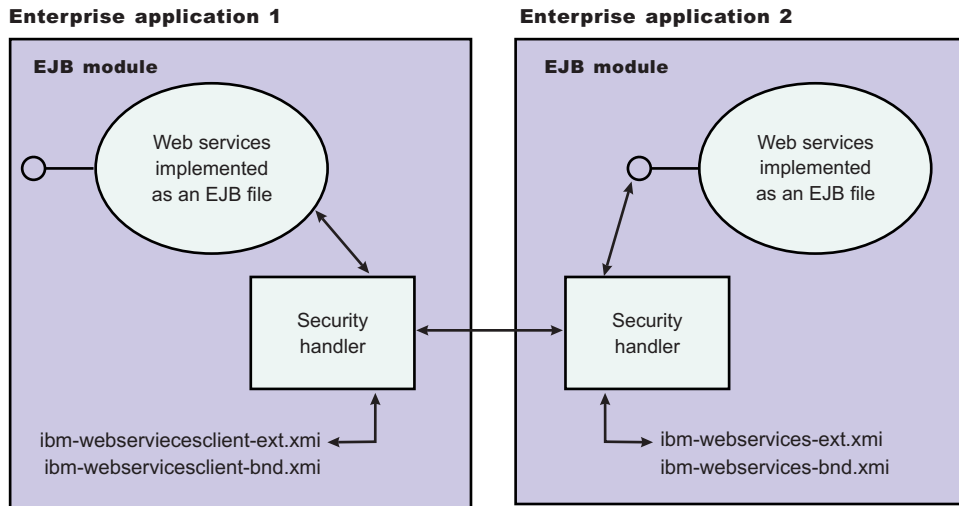 Enterprise application 1
EJB module
Web services
implemented
as an EJB file
Security
handler
ibm-webserviecesclient-ext.xmi
ibm-webservicesclient-bnd.xmi
Enterprise application 2
EJB module
Web services
implemented
as an EJB file
Security
handler
ibm-webservices-ext.xmi
ibm-webservices-bnd.xmi